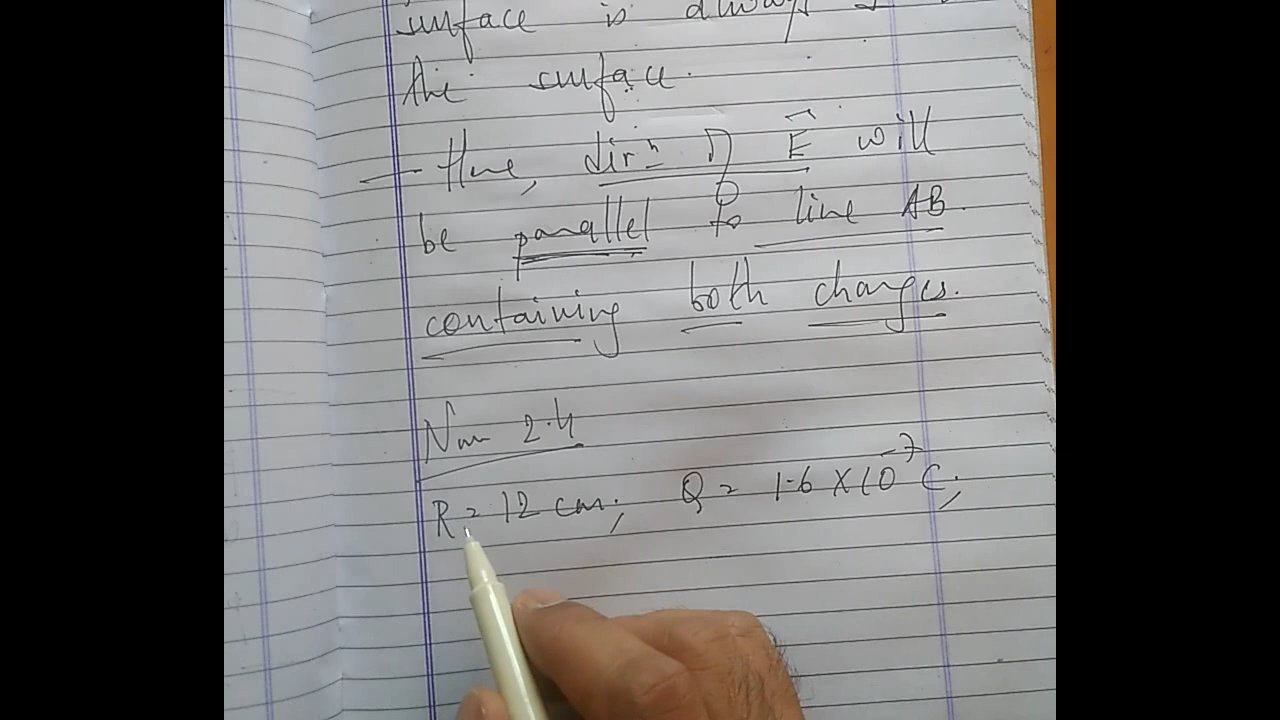 surface is always
the surface.
— Here, dirⁿ of E will
be parallel to line AB.
containing both charges.
Num 2.4
R = 12 cm; Q = 1.6 X 10⁻⁷ C;